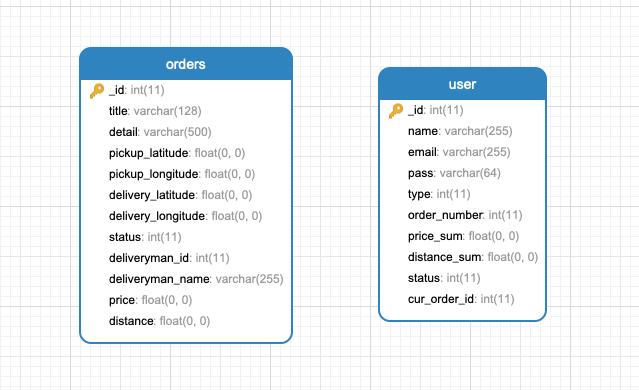 orders
_id: int(11)
title: varchar(128)
detail: varchar(500)
pickup_latitude: float(0, 0)
pickup_longitude: float(0, 0)
delivery_latitude: float(0, 0)
delivery_longitude: float(0, 0)
status: int(11)
deliveryman_id: int(11)
deliveryman_name: varchar(255)
price: float(0, 0)
distance: float(0, 0)
user
_id: int(11)
name: varchar(255)
email: varchar(255)
pass: varchar(64)
type: int(11)
order_number: int(11)
price_sum: float(0, 0)
distance_sum: float(0, 0)
status: int(11)
cur_order_id: int(11)